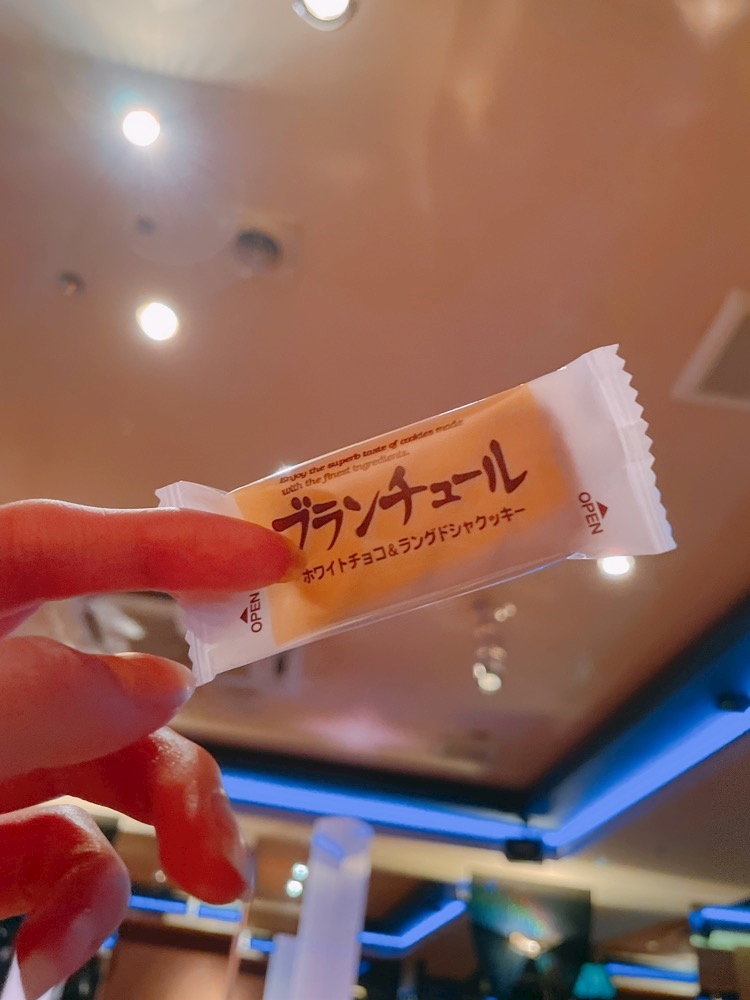 Enjoy the superb taste of cookies made
with the finest ingredients.
ブランチュール
ホワイトチョコ&ラングドシャクッキー
OPEN
OPEN